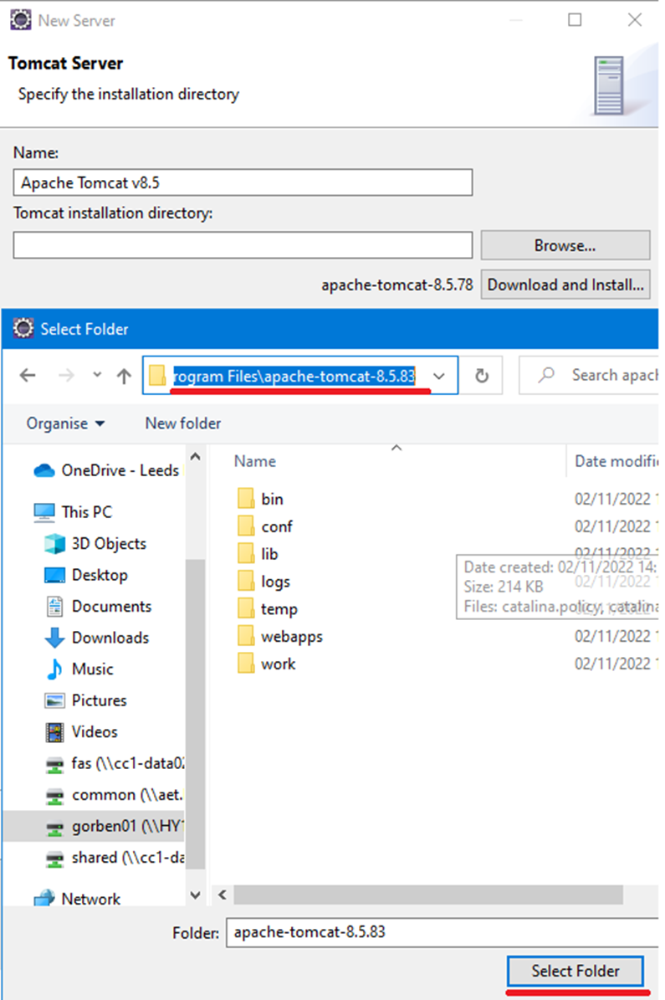 New Server
Tomcat Server
Specify the installation directory
Name:
Apache Tomcat v8.5
Tomcat installation directory:
Browse...
apache-tomcat-8.5.78 Download and Install...
Select Folder
rogram Files\apache-tomcat-8.5.83 Search apach
Organise New folder
Name Date modifi
OneDrive - Leeds
This PC
3D Objects
Desktop
Documents
Downloads
Music
Pictures
Videos
fas (\\cc1-data02
common (\\aet.
gorben01 (\\HY1
shared (\\cc1-da
Network
bin 02/11/2022
conf 02/11/2022
lib 02/11/2022
logs 02/11/2022
temp 02/11/2022
webapps 02/11/2022
work 02/11/2022
Date created: 02/11/2022 14:
Size: 214 KB
Files: catalina.policy, catalina
Folder: apache-tomcat-8.5.83
Select Folder